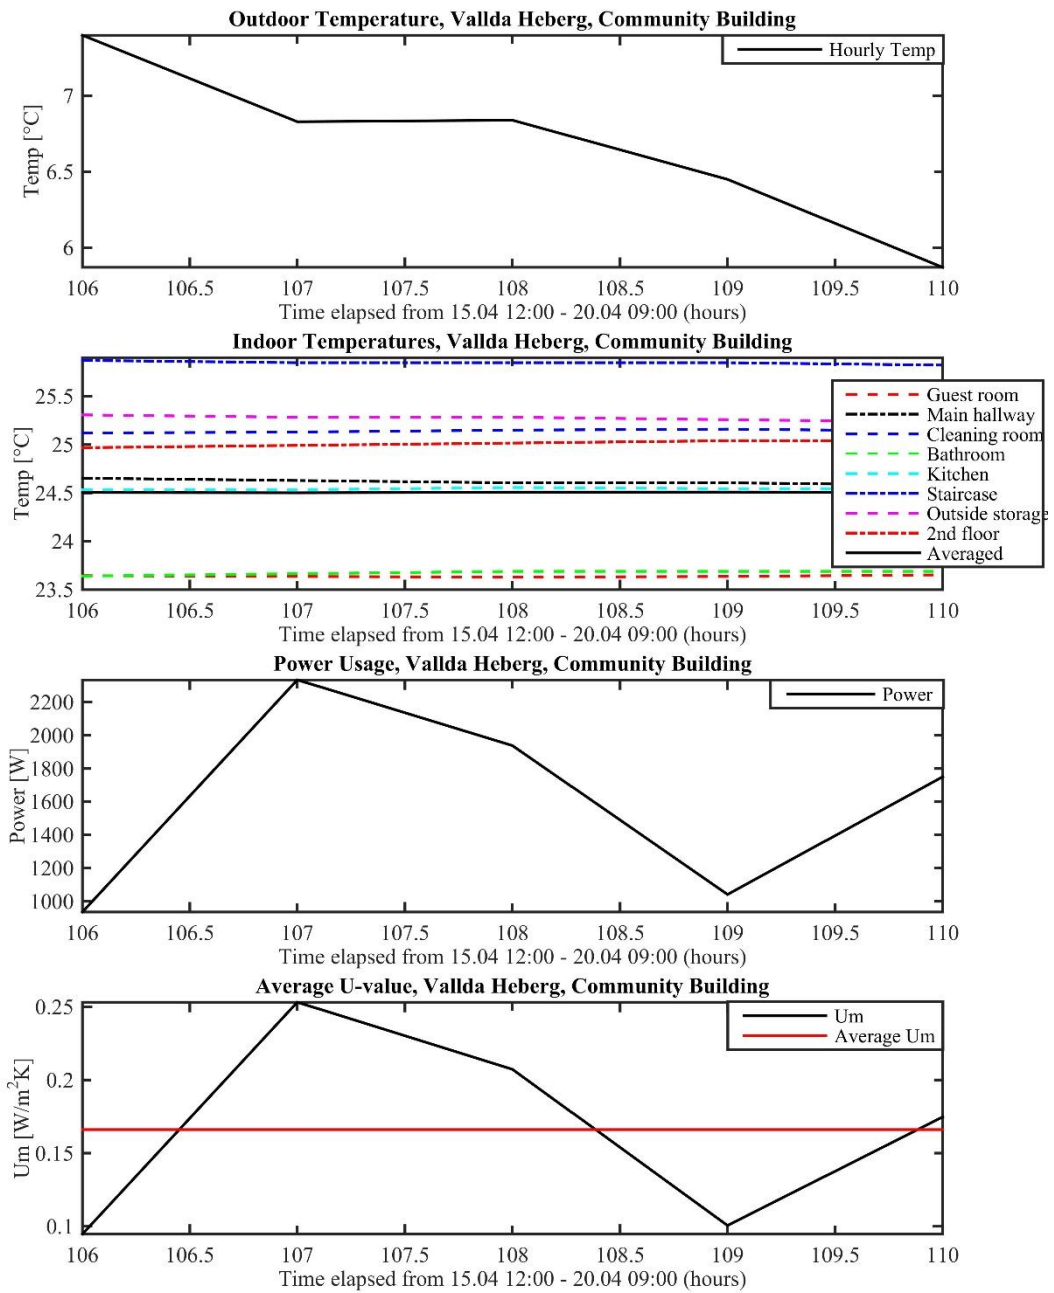 Outdoor Temperature, Vallda Heberg, Community Building
Hourly Temp
Temp [°C]
7
6.5
6
106 106.5 107 107.5 108 108.5 109 109.5 110
Time elapsed from 15.04 12:00 - 20.04 09:00 (hours)
Indoor Temperatures, Vallda Heberg, Community Building
Temp [°C]
25.5
25
24.5
24
23.5
Guest room
Main hallway
Cleaning room
Bathroom
Kitchen
Staircase
Outside storage
2nd floor
Averaged
106 106.5 107 107.5 108 108.5 109 109.5 110
Time elapsed from 15.04 12:00 - 20.04 09:00 (hours)
Power Usage, Vallda Heberg, Community Building
Power
Power [W]
2200
2000
1800
1600
1400
1200
1000
106 106.5 107 107.5 108 108.5 109 109.5 110
Time elapsed from 15.04 12:00 - 20.04 09:00 (hours)
Average U-value, Vallda Heberg, Community Building
Um
Average Um
Um [W/m²K]
0.25
0.2
0.15
0.1
106 106.5 107 107.5 108 108.5 109 109.5 110
Time elapsed from 15.04 12:00 - 20.04 09:00 (hours)